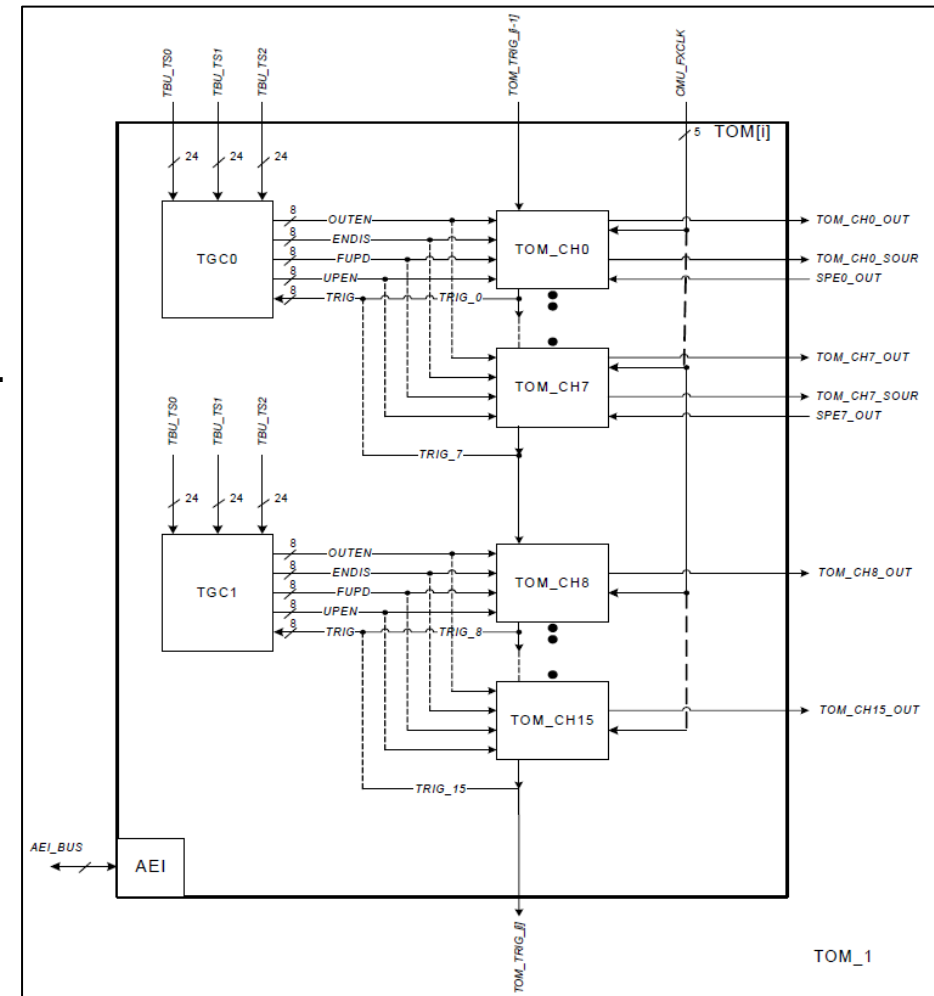 TBU_TS0
TBU_TS1
TBU_TS2
TOM_TRIG_[i-1]
CMU_FXCLK
5
TOM[i]
24
24
24
TGC0
8
OUTEN
8
ENDIS
8
FUPD
8
UPEN
8
TRIG
TRIG_0
TOM_CH0
TOM_CH0_OUT
TOM_CH0_SOUR
SPE0_OUT
TOM_CH7
TOM_CH7_OUT
TOM_CH7_SOUR
SPE7_OUT
TRIG_7
TBU_TS0
TBU_TS1
TBU_TS2
24
24
24
TGC1
8
OUTEN
8
ENDIS
8
FUPD
8
UPEN
8
TRIG
TRIG_8
TOM_CH8
TOM_CH8_OUT
TOM_CH15
TOM_CH15_OUT
TRIG_15
AEI_BUS
AEI
TOM_TRIG_[i]
TOM_1